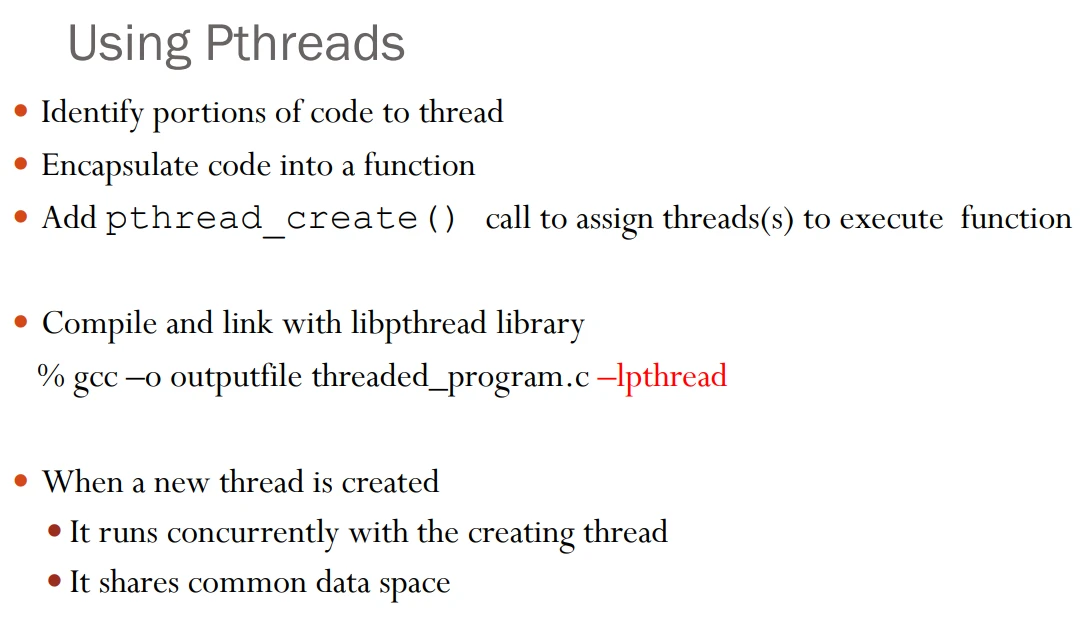 Using Pthreads
• Identify portions of code to thread
• Encapsulate code into a function
• Add pthread_create() call to assign threads(s) to execute function
• Compile and link with libpthread library
% gcc –o outputfile threaded_program.c –lpthread
• When a new thread is created
• It runs concurrently with the creating thread
• It shares common data space